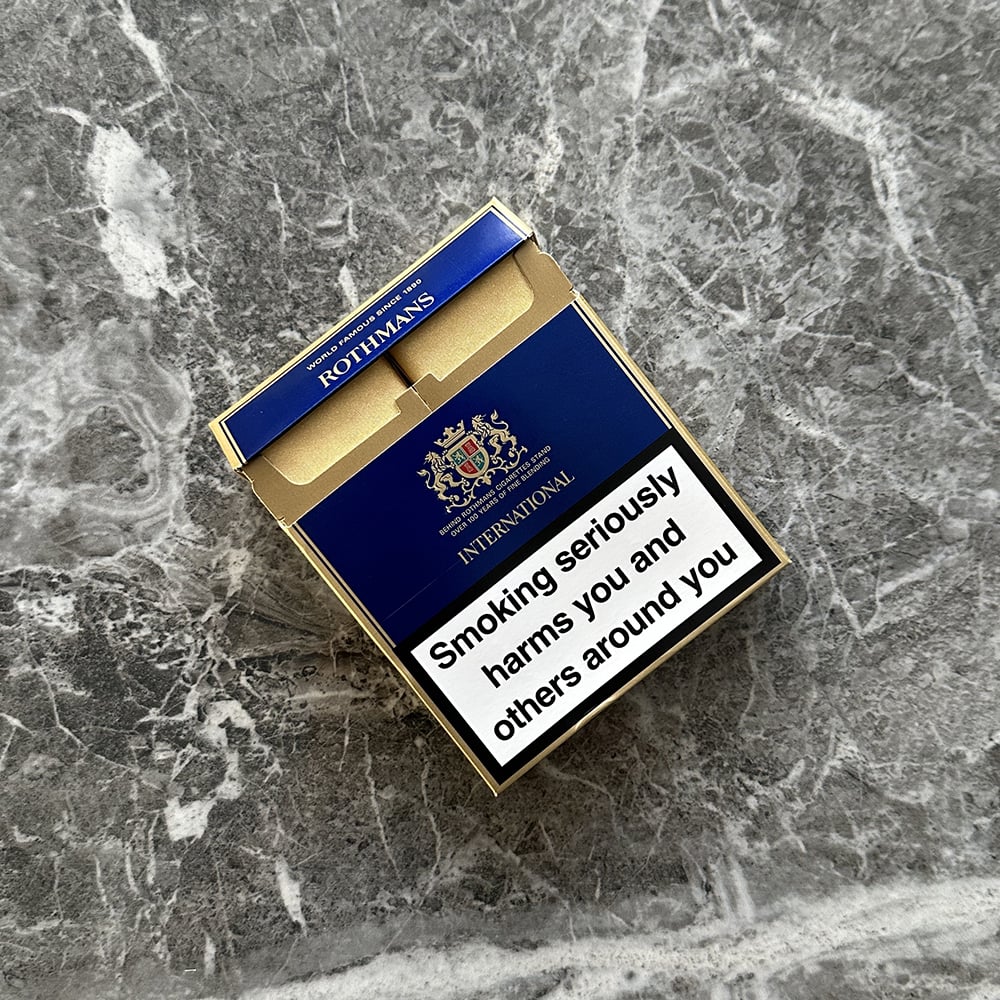 WORLD FAMOUS SINCE 1890
ROTHMANS
BEHIND ROTHMANS CIGARETTES STAND
OVER 100 YEARS OF FINE BLENDING
INTERNATIONAL
Smoking seriously
harms you and
others around you